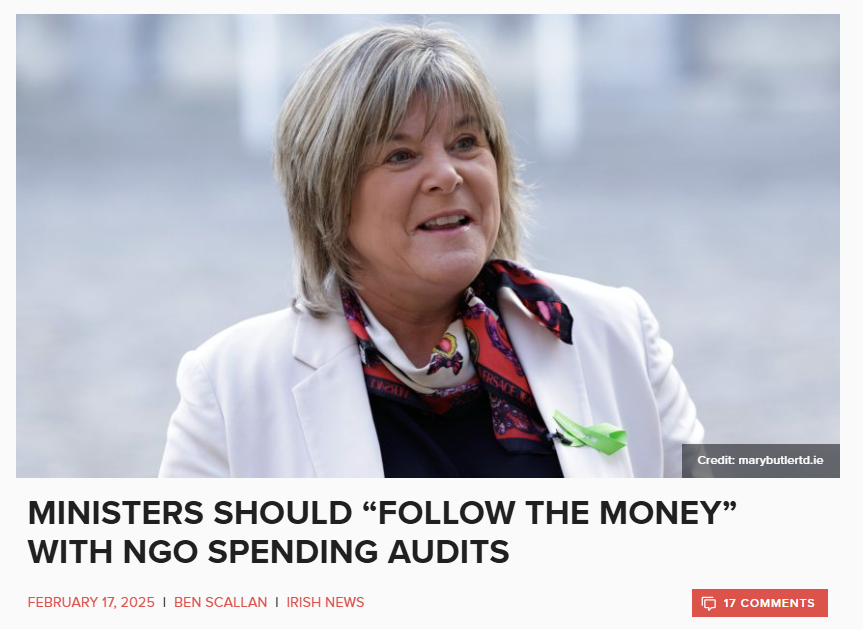 VERSACE
Credit: marybutlertd.ie
MINISTERS SHOULD “FOLLOW THE MONEY”
WITH NGO SPENDING AUDITS
FEBRUARY 17, 2025 I BEN SCALLAN I IRISH NEWS
17 COMMENTS